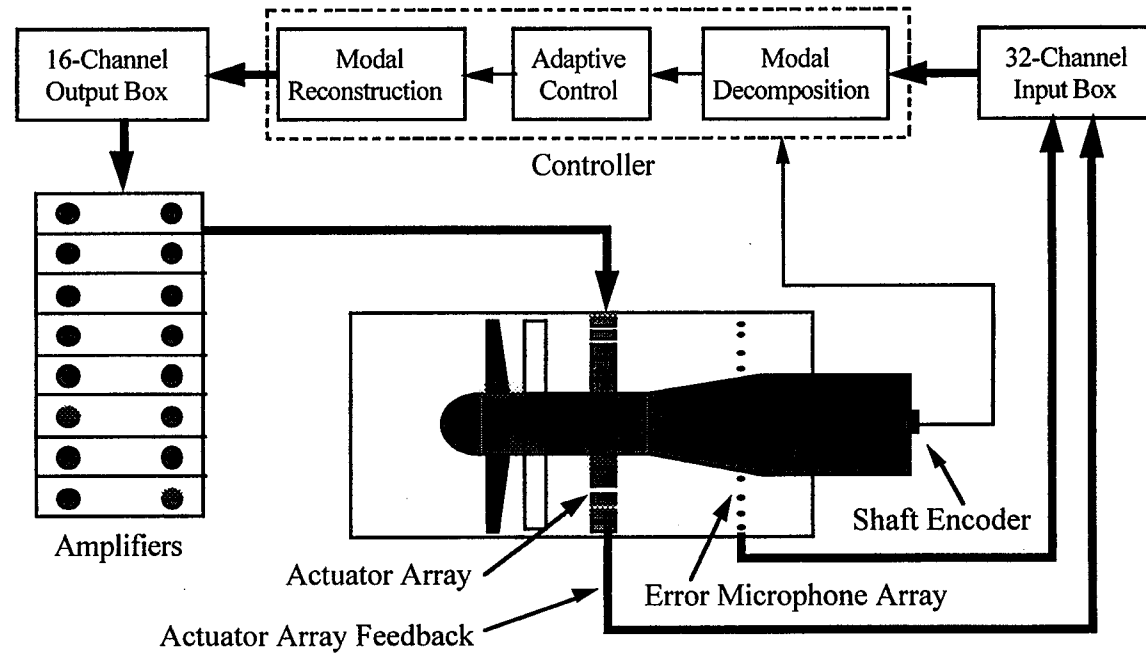 16-Channel
Output Box
Modal
Reconstruction
Adaptive
Control
Modal
Decomposition
32-Channel
Input Box
Controller
Amplifiers
Shaft Encoder
Actuator Array
Error Microphone Array
Actuator Array Feedback